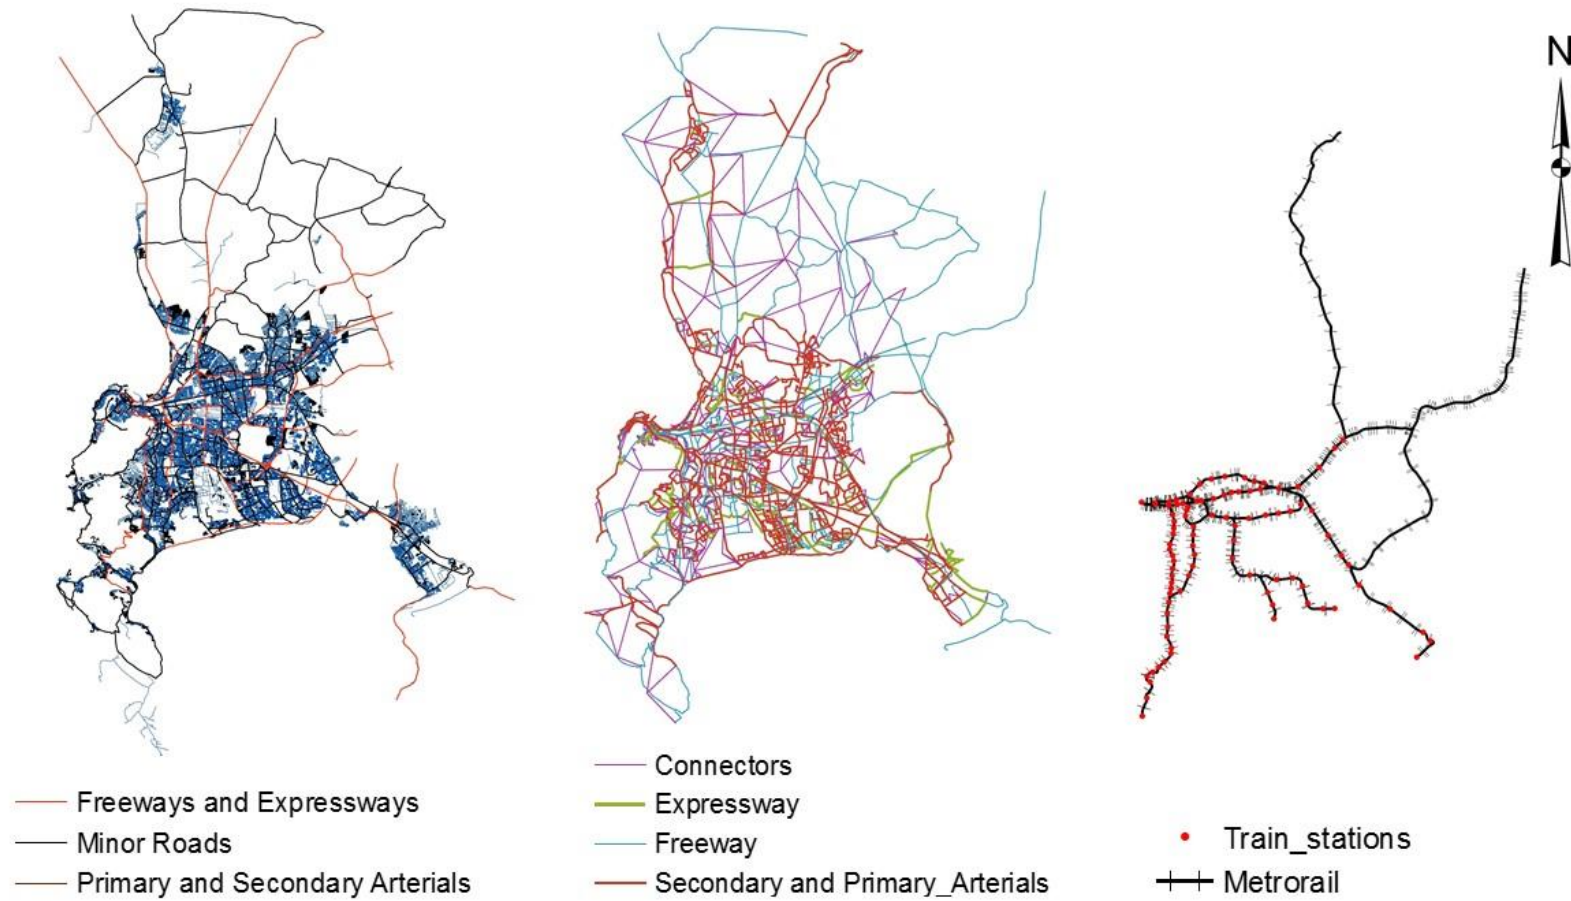 N
Freeways and Expressways
Minor Roads
Primary and Secondary Arterials
Connectors
Expressway
Freeway
Secondary and Primary_Arterials
Train_stations
Metrorail